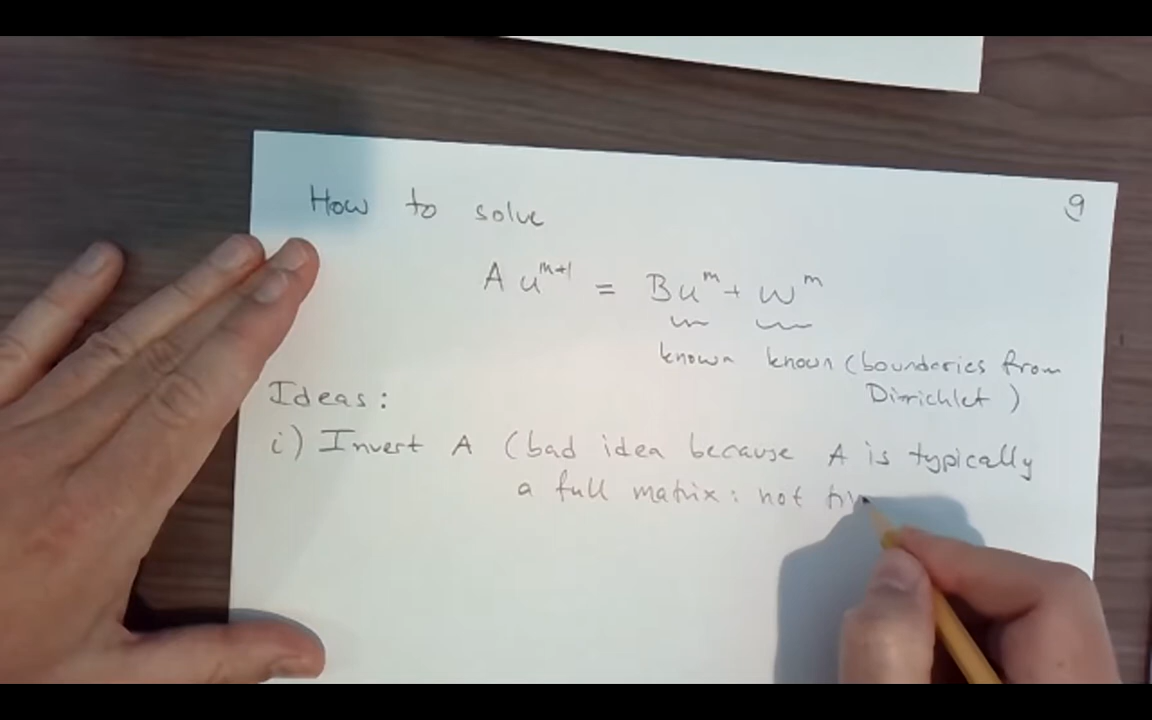 How to solve
9
A u^{m+1} = Bu^m + w^m
known known (boundaries from
Dirichlet )
Ideas:
i) Invert A (bad idea because A is typically
a full matrix: not